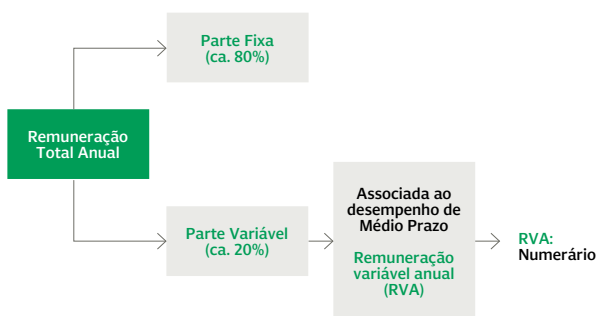 Parte Fixa
(ca. 80%)
Remuneração
Total Anual
Parte Variável
(ca. 20%)
Associada ao
desempenho de
Médio Prazo
Remuneração
variável anual
(RVA)
RVA:
Numerário